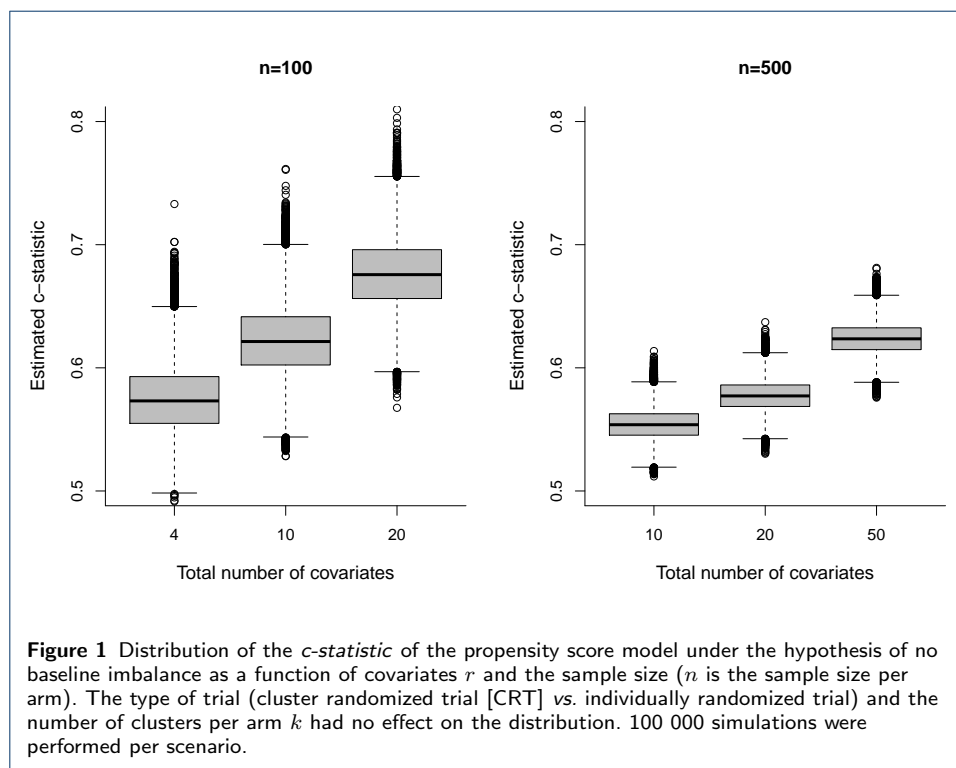 n=100
Estimated c−statistic
0.8
0.7
0.6
0.5
4 10 20
Total number of covariates
n=500
Estimated c−statistic
0.8
0.7
0.6
0.5
10 20 50
Total number of covariates
Figure 1 Distribution of the c-statistic of the propensity score model under the hypothesis of no
baseline imbalance as a function of covariates r and the sample size (n is the sample size per
arm). The type of trial (cluster randomized trial [CRT] vs. individually randomized trial) and the
number of clusters per arm k had no effect on the distribution. 100 000 simulations were
performed per scenario.